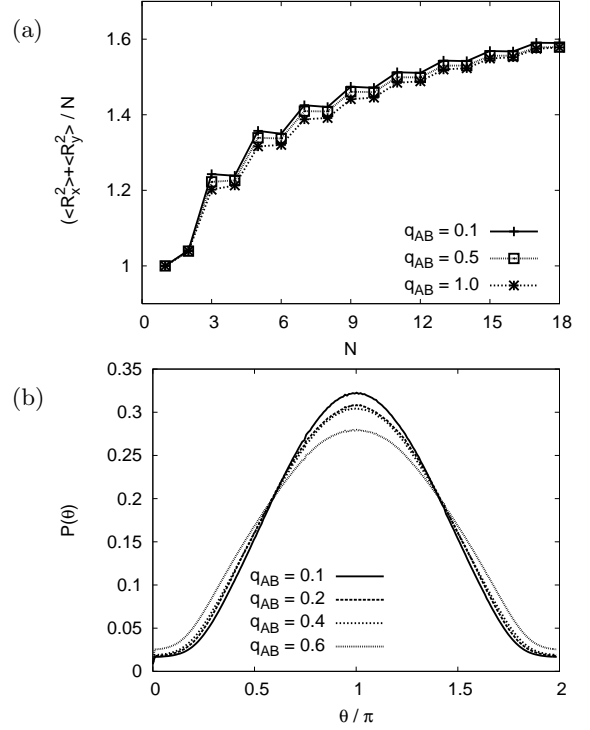 (a)
(<R_x^2>+<R_y^2>) / N
1.6
1.4
1.2
1
q_AB = 0.1
q_AB = 0.5
q_AB = 1.0
0 3 6 9 12 15 18
N
(b)
P(θ)
0.35
0.3
0.25
0.2
0.15
0.1
0.05
0
q_AB = 0.1
q_AB = 0.2
q_AB = 0.4
q_AB = 0.6
0 0.5 1 1.5 2
θ / π